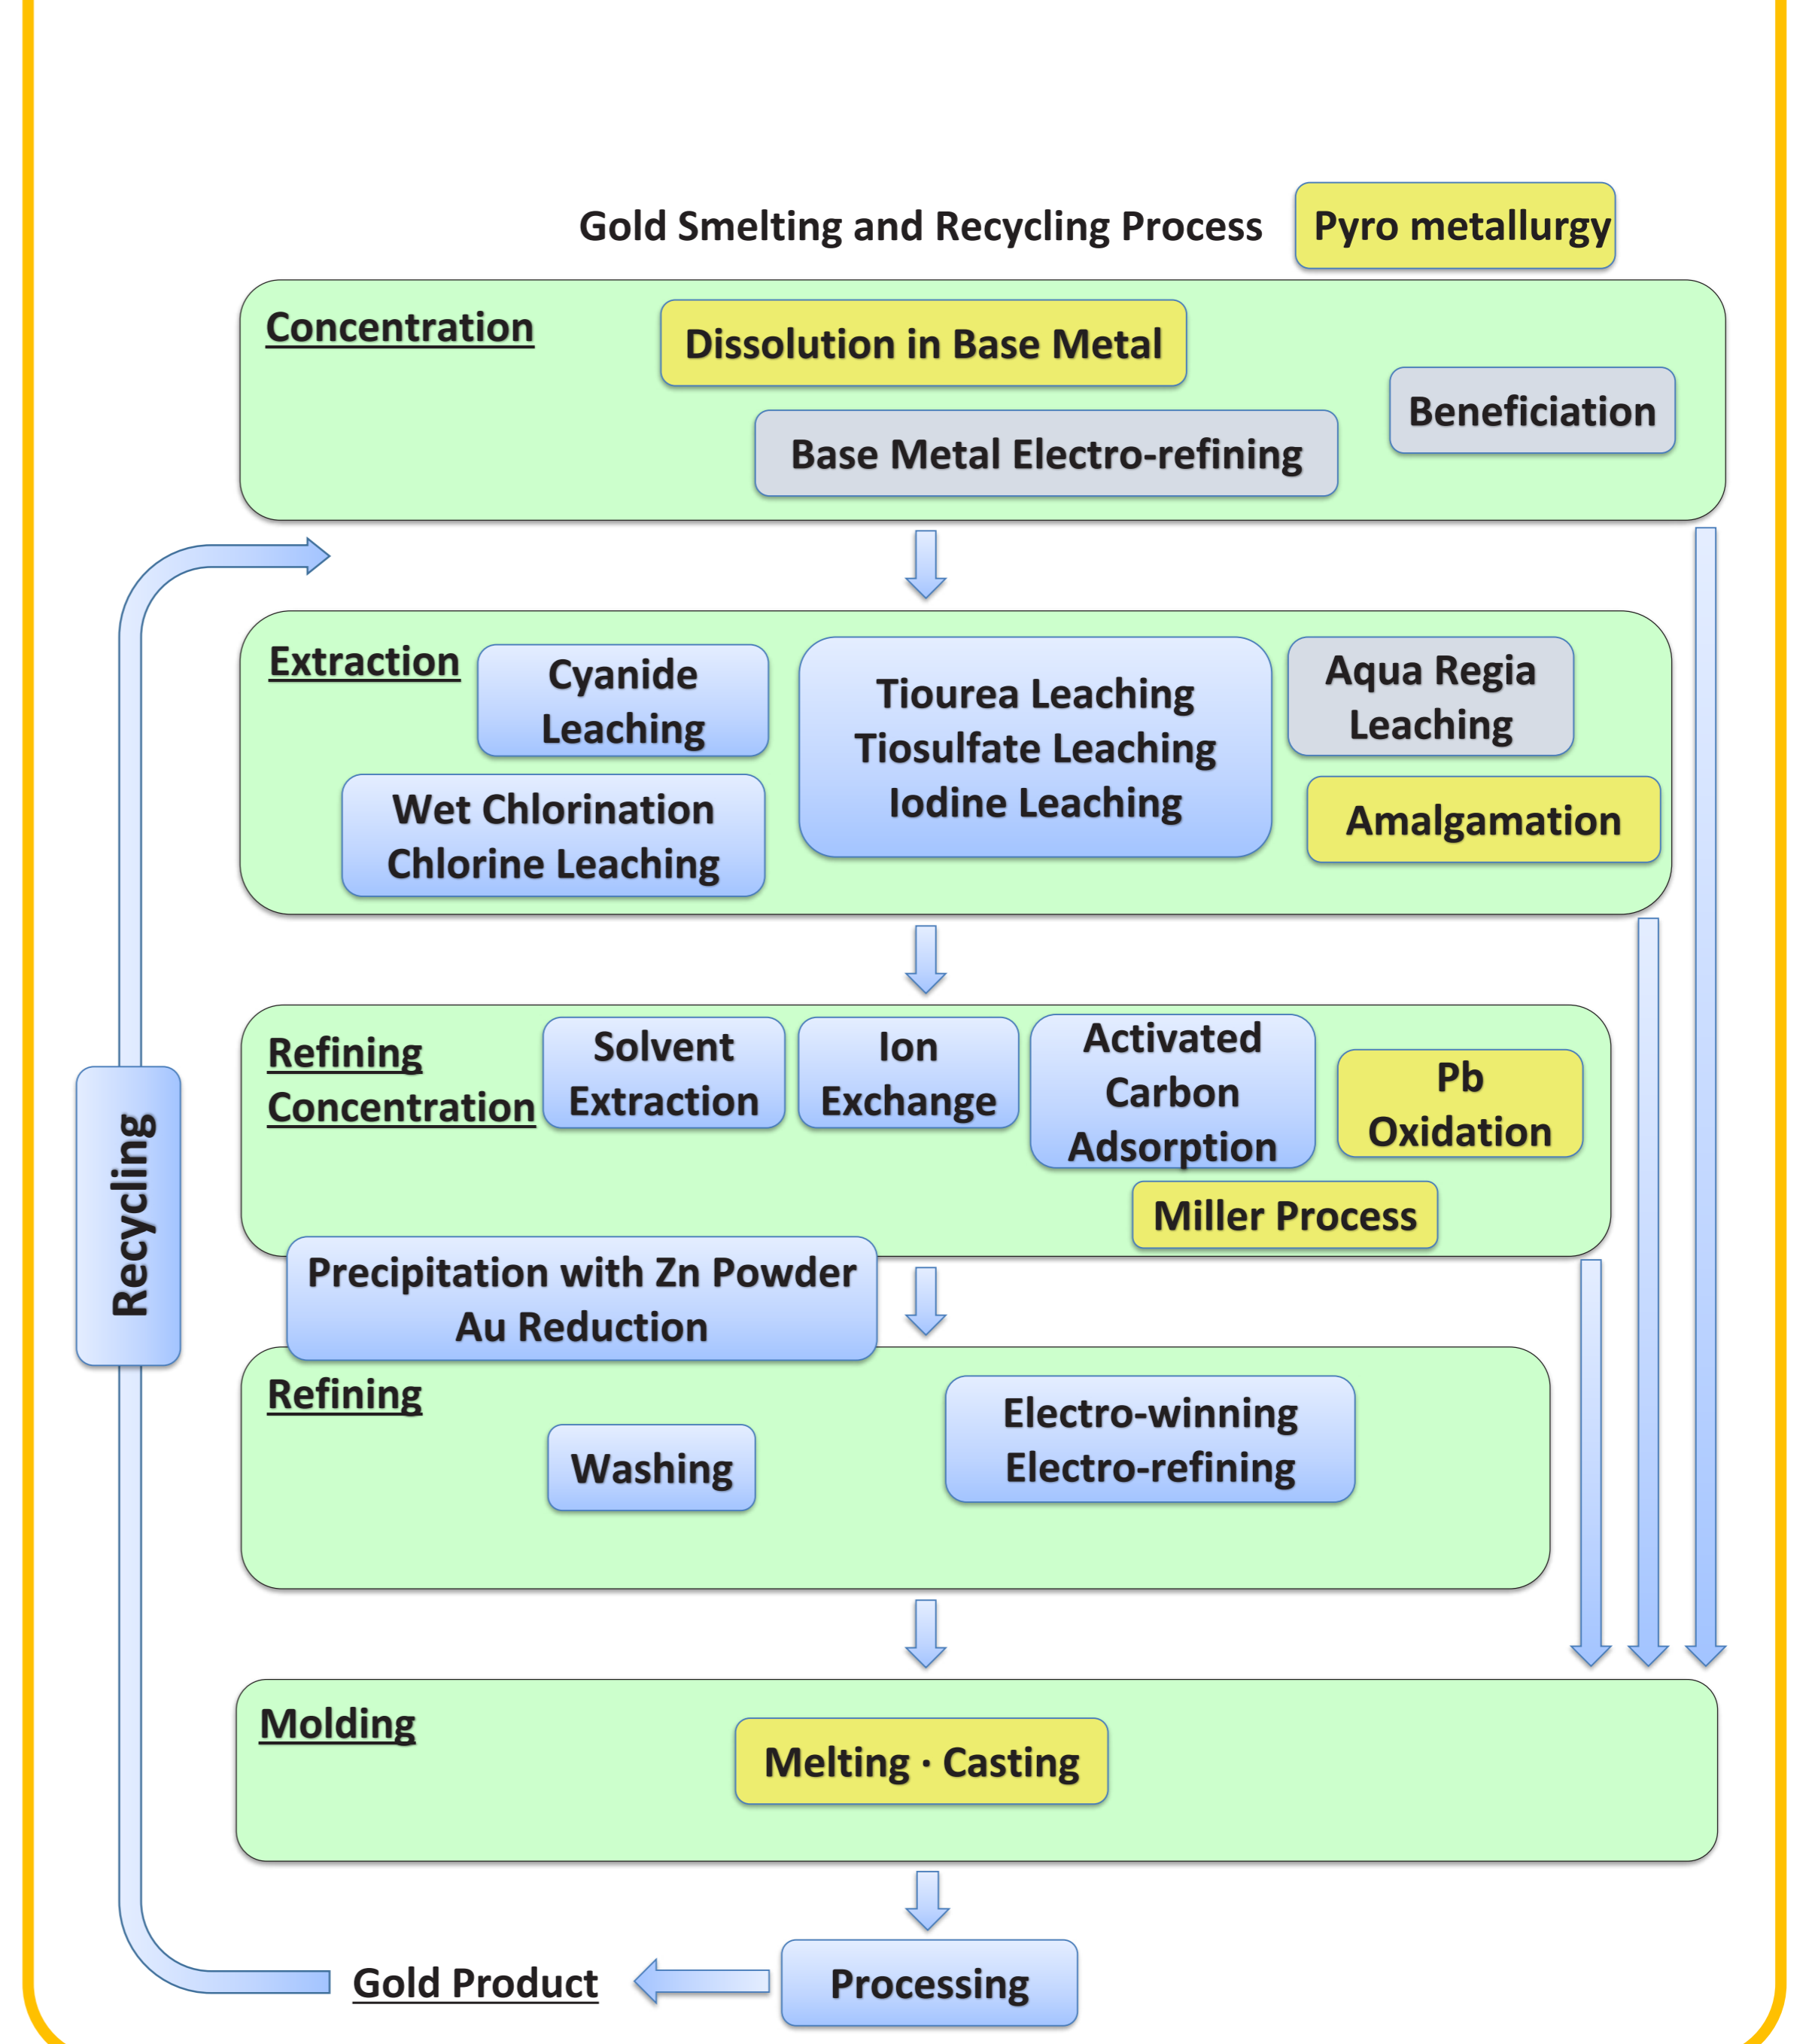 Gold Smelting and Recycling Process
Pyro metallurgy
Concentration
Dissolution in Base Metal
Beneficiation
Base Metal Electro-refining
Extraction
Cyanide
Leaching
Tiourea Leaching
Tiosulfate Leaching
Iodine Leaching
Aqua Regia
Leaching
Wet Chlorination
Chlorine Leaching
Amalgamation
Refining
Concentration
Solvent
Extraction
Ion
Exchange
Activated
Carbon
Adsorption
Pb
Oxidation
Miller Process
Precipitation with Zn Powder
Au Reduction
Recycling
Refining
Washing
Electro-winning
Electro-refining
Molding
Melting · Casting
Processing
Gold Product